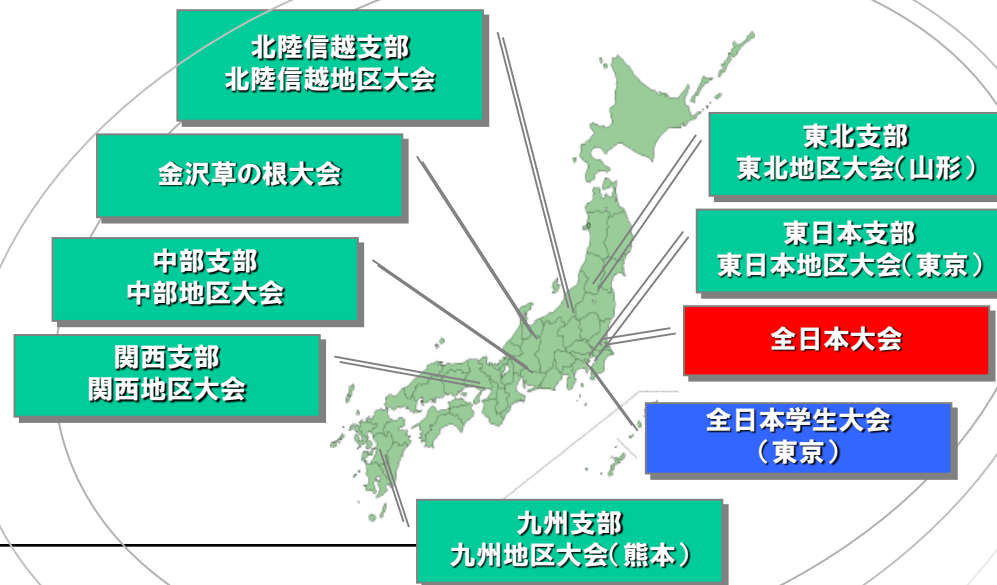 北陸信越支部
北陸信越地区大会
金沢草の根大会
中部支部
中部地区大会
関西支部
関西地区大会
東北支部
東北地区大会(山形)
東日本支部
東日本地区大会(東京)
全日本大会
全日本学生大会
(東京)
九州支部
九州地区大会(熊本)